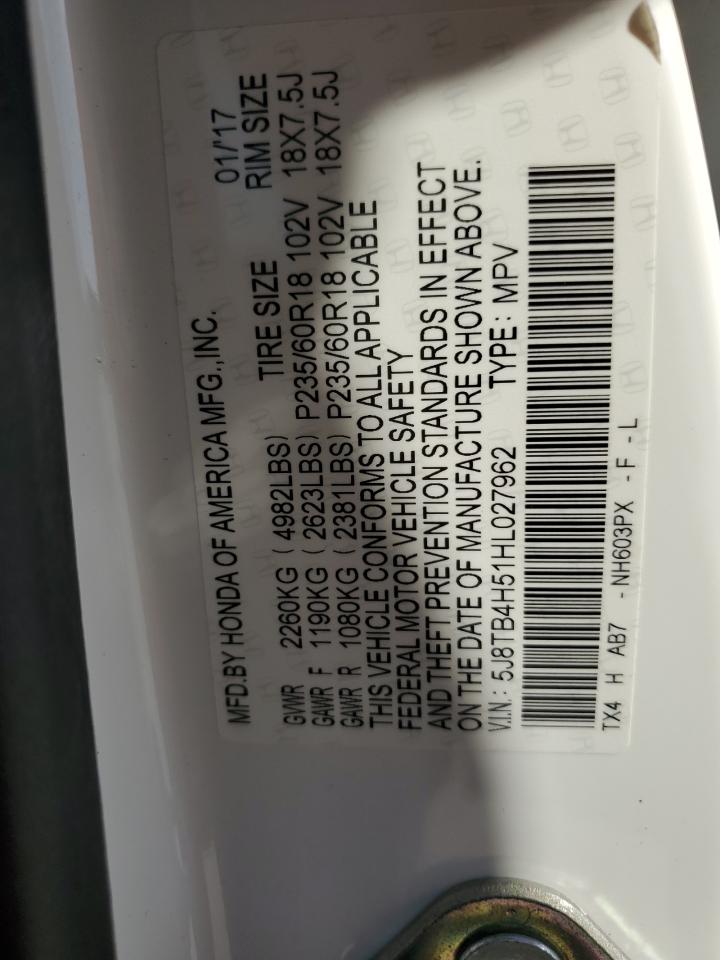 MFD.BY HONDA OF AMERICA MFG.,INC. 01/'17
TIRE SIZE RIM SIZE
GVWR 2260KG ( 4982LBS)
GAWR F 1190KG ( 2623LBS) P235/60R18 102V 18X7.5J
GAWR R 1080KG ( 2381LBS) P235/60R18 102V 18X7.5J
THIS VEHICLE CONFORMS TO ALL APPLICABLE
FEDERAL MOTOR VEHICLE SAFETY
AND THEFT PREVENTION STANDARDS IN EFFECT
ON THE DATE OF MANUFACTURE SHOWN ABOVE.
V.I.N.: 5J8TB4H51HL027962 TYPE : MPV
TX4 H AB7 - NH603PX - F - L